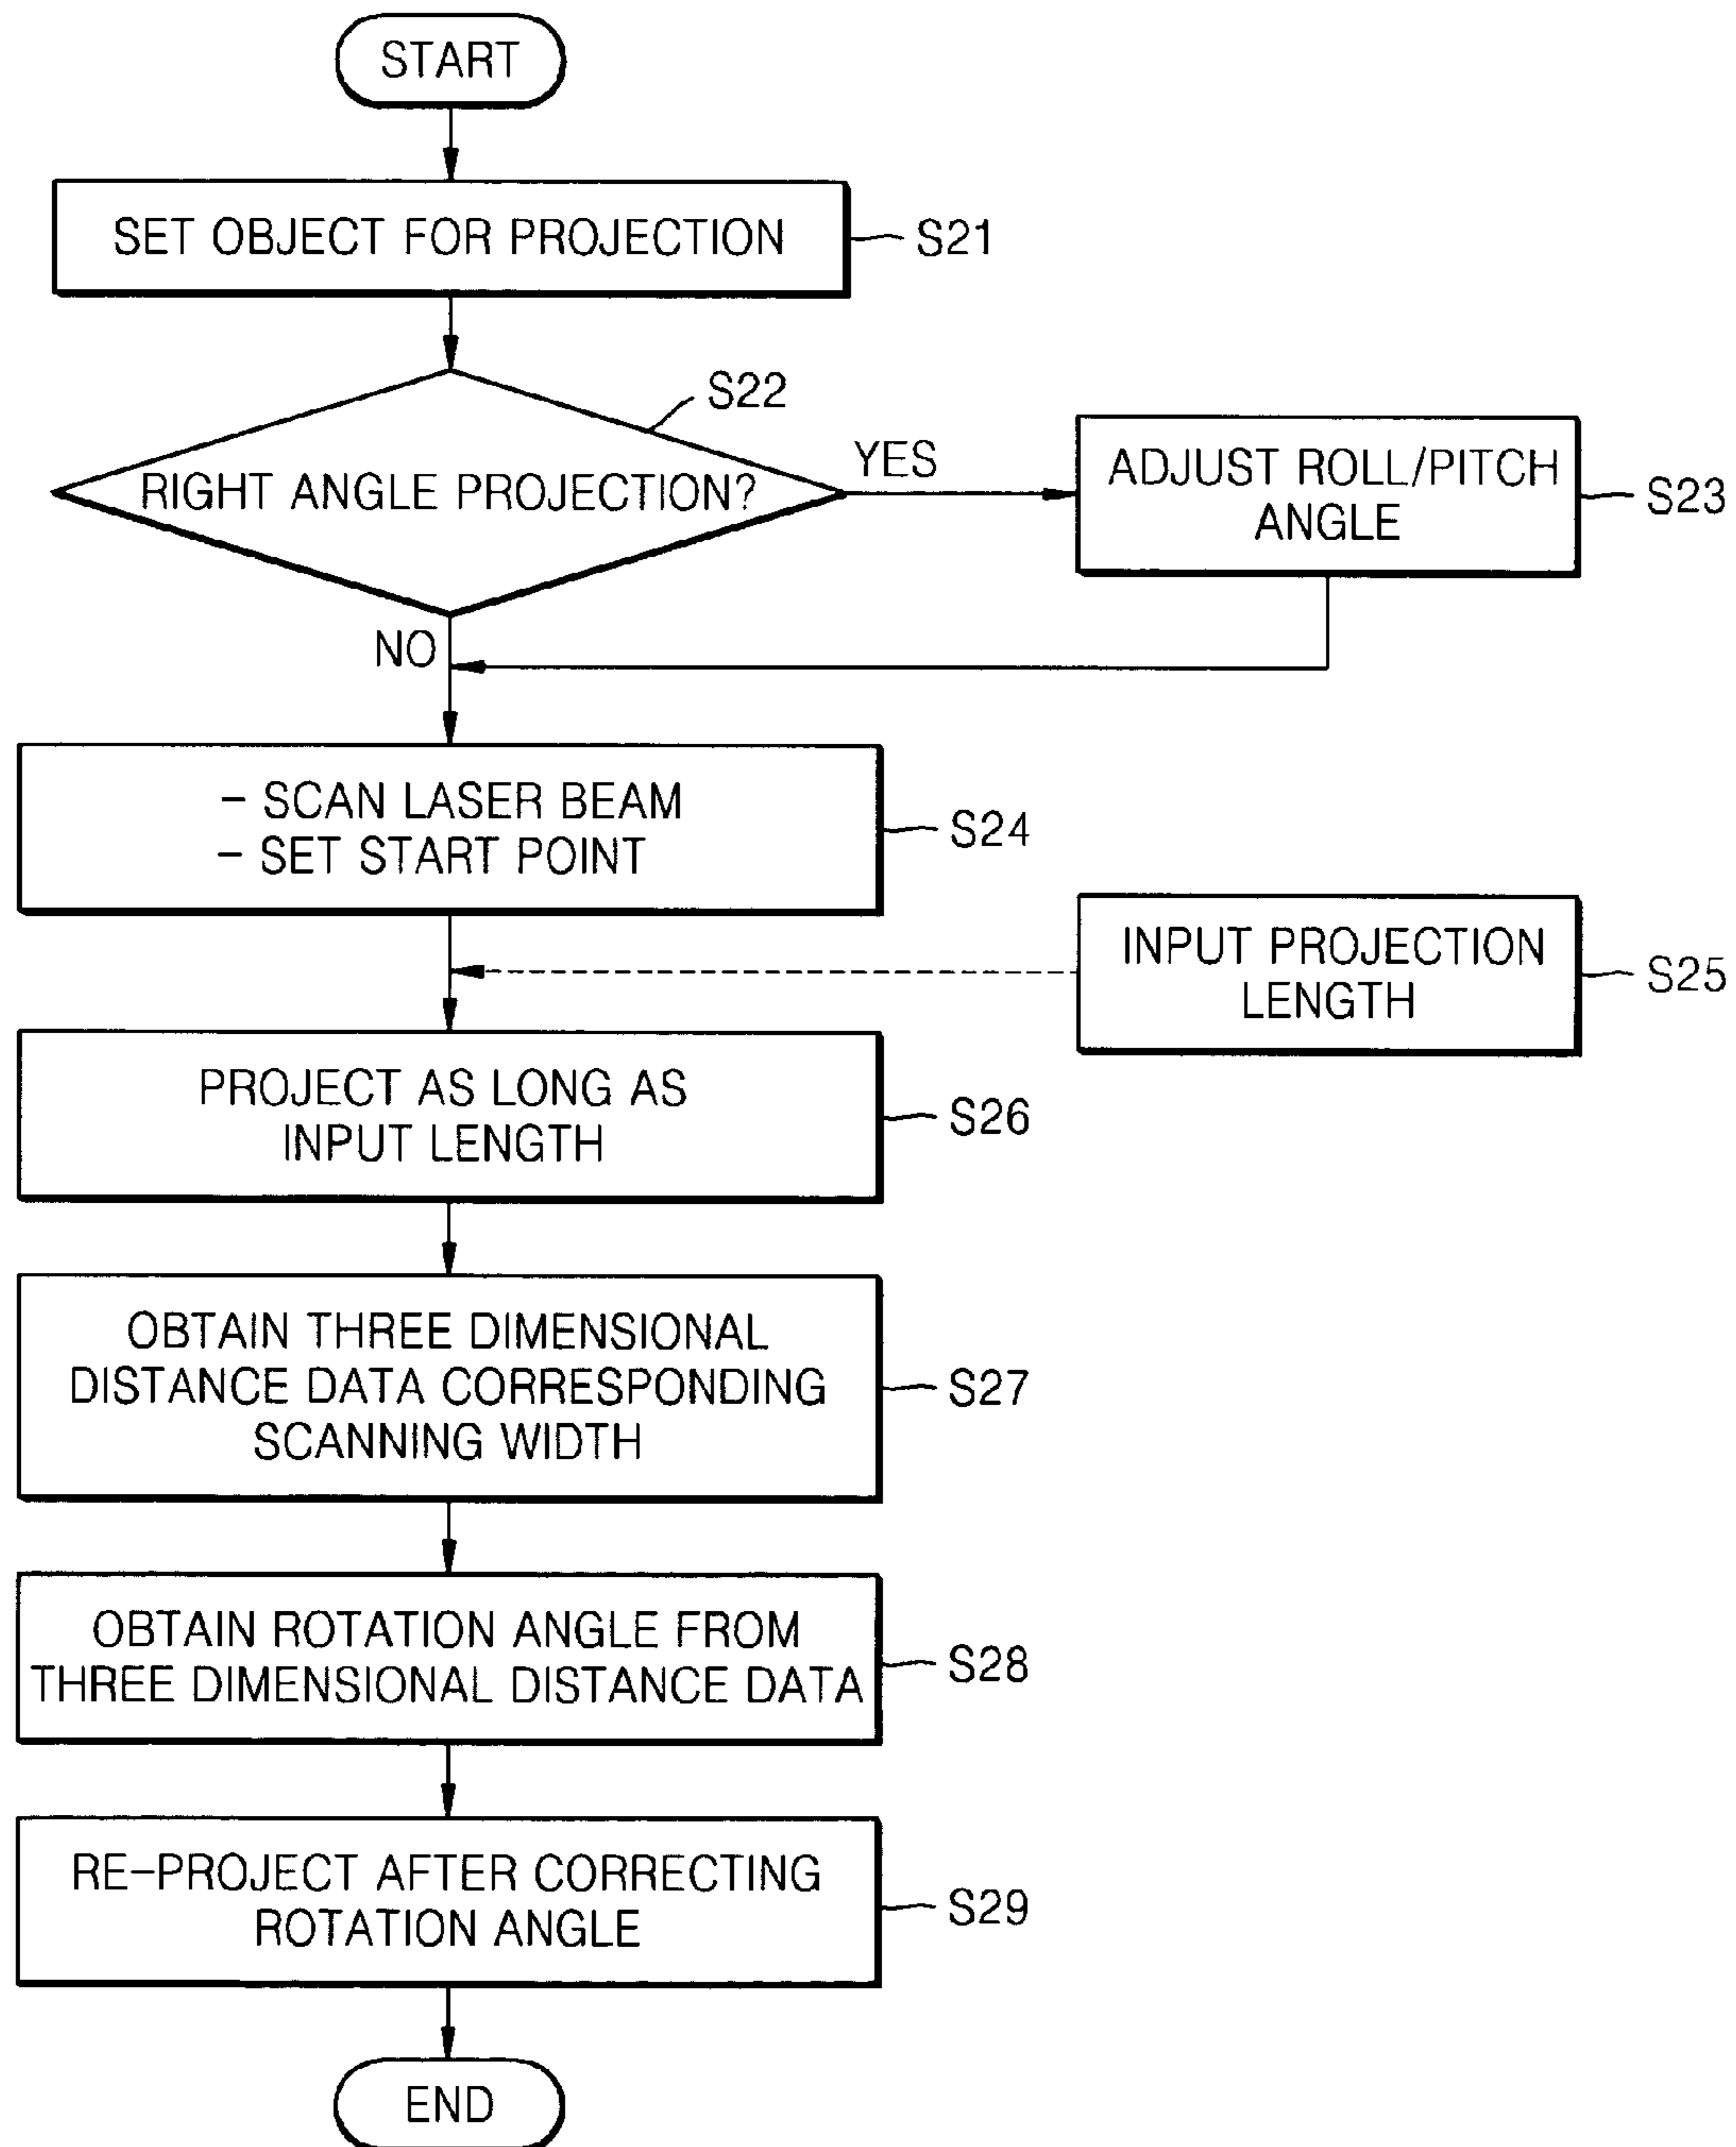 START
SET OBJECT FOR PROJECTION
S21
S22
RIGHT ANGLE PROJECTION?
YES
ADJUST ROLL/PITCH
ANGLE
S23
NO
- SCAN LASER BEAM
- SET START POINT
S24
INPUT PROJECTION
LENGTH
S25
PROJECT AS LONG AS
INPUT LENGTH
S26
OBTAIN THREE DIMENSIONAL
DISTANCE DATA CORRESPONDING
SCANNING WIDTH
S27
OBTAIN ROTATION ANGLE FROM
THREE DIMENSIONAL DISTANCE DATA
S28
RE-PROJECT AFTER CORRECTING
ROTATION ANGLE
S29
END